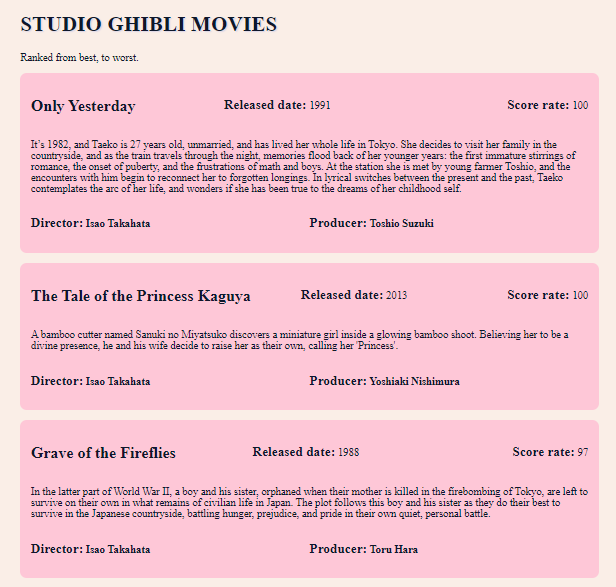 STUDIO GHIBLI MOVIES
Ranked from best, to worst.
Only Yesterday Released date: 1991 Score rate: 100
It's 1982, and Taeko is 27 years old, unmarried, and has lived her whole life in Tokyo. She decides to visit her family in the
countryside, and as the train travels through the night, memories flood back of her younger years: the first immature stirrings of
romance, the onset of puberty, and the frustrations of math and boys. At the station she is met by young farmer Toshio, and the
encounters with him begin to reconnect her to forgotten longings. In lyrical switches between the present and the past, Taeko
contemplates the arc of her life, and wonders if she has been true to the dreams of her childhood self.
Director: Isao Takahata Producer: Toshio Suzuki
The Tale of the Princess Kaguya Released date: 2013 Score rate: 100
A bamboo cutter named Sanuki no Miyatsuko discovers a miniature girl inside a glowing bamboo shoot. Believing her to be a
divine presence, he and his wife decide to raise her as their own, calling her 'Princess'.
Director: Isao Takahata Producer: Yoshiaki Nishimura
Grave of the Fireflies Released date: 1988 Score rate: 97
In the latter part of World War II, a boy and his sister, orphaned when their mother is killed in the firebombing of Tokyo, are left to
survive on their own in what remains of civilian life in Japan. The plot follows this boy and his sister as they do their best to
survive in the Japanese countryside, battling hunger, prejudice, and pride in their own quiet, personal battle.
Director: Isao Takahata Producer: Toru Hara